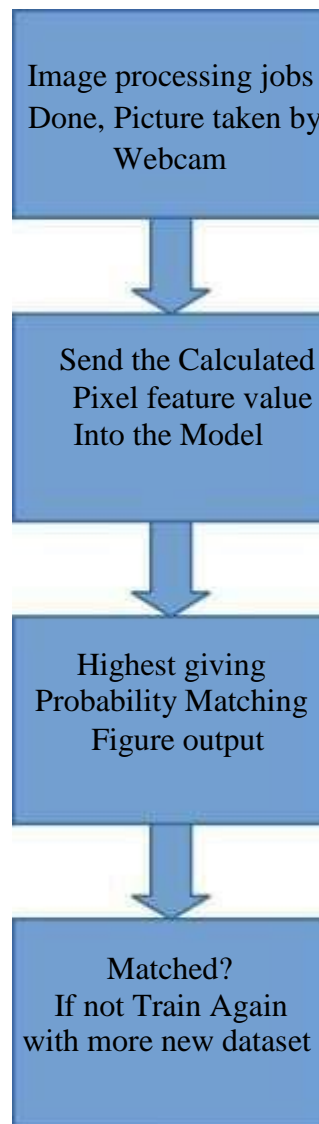 Image processing jobs
Done, Picture taken by
Webcam
Send the Calculated
Pixel feature value
Into the Model
Highest giving
Probability Matching
Figure output
Matched?
If not Train Again
with more new dataset